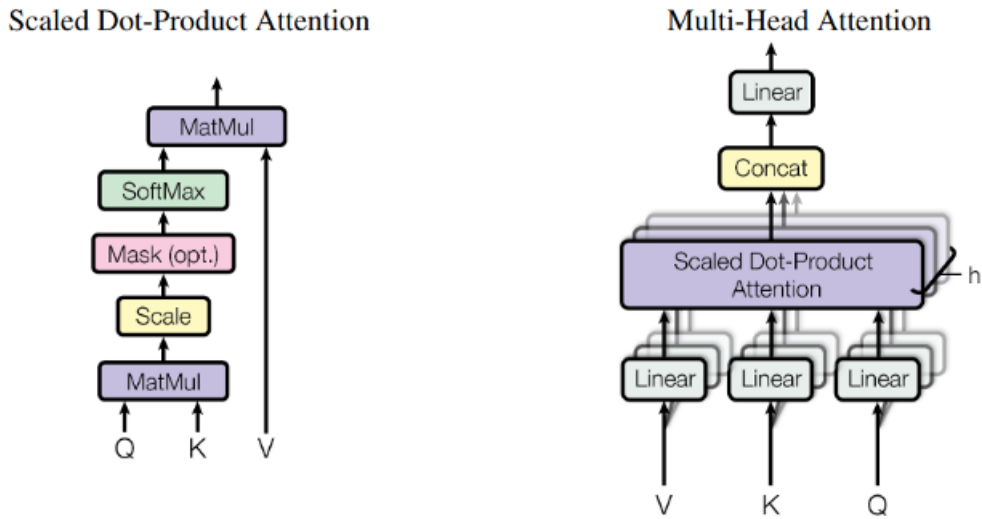 Scaled Dot-Product Attention
MatMul
SoftMax
Mask (opt.)
Scale
MatMul
Q K V
Multi-Head Attention
Linear
Concat
Scaled Dot-Product
Attention
h
Linear Linear Linear
V K Q